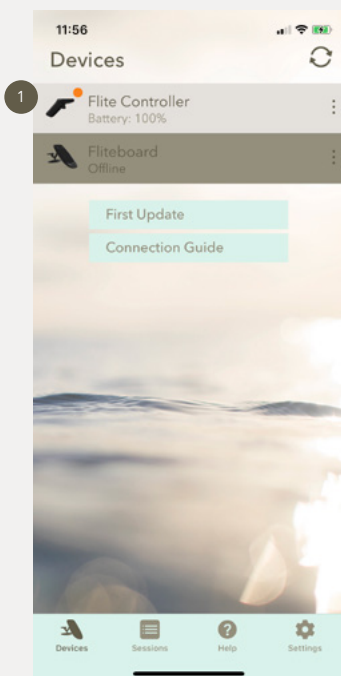 11:56
Devices
1
Flite Controller
Battery: 100%
Fliteboard
Offline
First Update
Connection Guide
Devices Sessions Help Settings